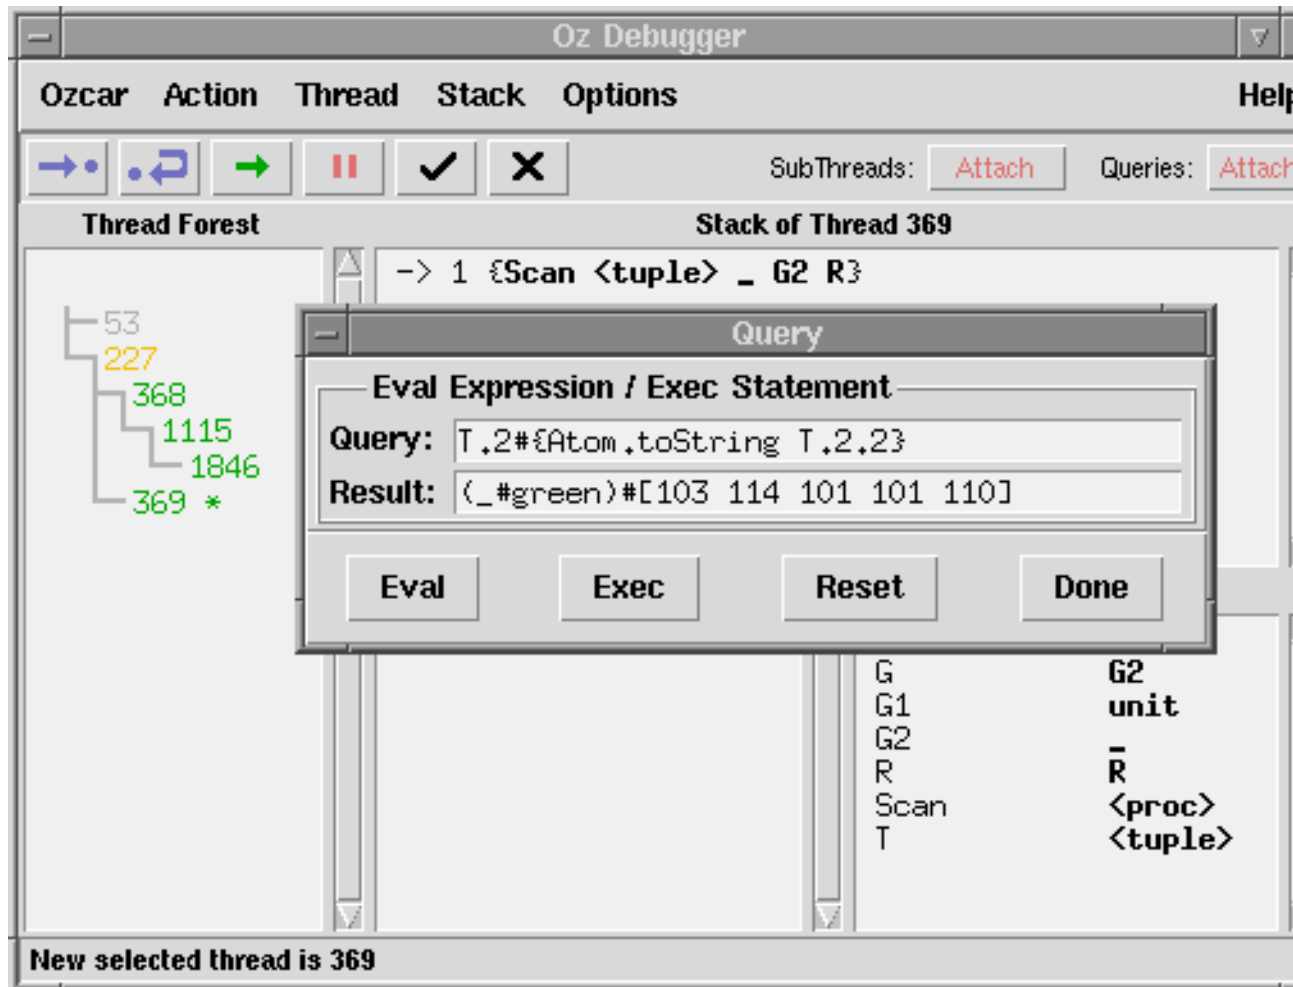 Oz Debugger
Ozcar Action Thread Stack Options Help
SubThreads: Attach Queries: Attach
Thread Forest Stack of Thread 369
-> 1 {Scan <tuple> _ G2 R}
53
227
368
1115
1846
369 *
Query
Eval Expression / Exec Statement
Query: T.2#{Atom.toString T.2.2}
Result: (_#green)#[103 114 101 101 110]
Eval Exec Reset Done
G G2
G1 unit
G2 _
R R
Scan <proc>
T <tuple>
New selected thread is 369